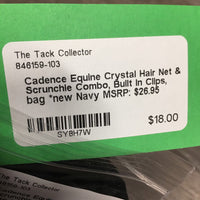 The Tack Collector
846159-103
Cadence Equine Crystal Hair Net &
Scrunchie Combo, Built In Clips,
bag *new Navy MSRP: $26.95
SY8H7W
$18.00
The Tack Collector